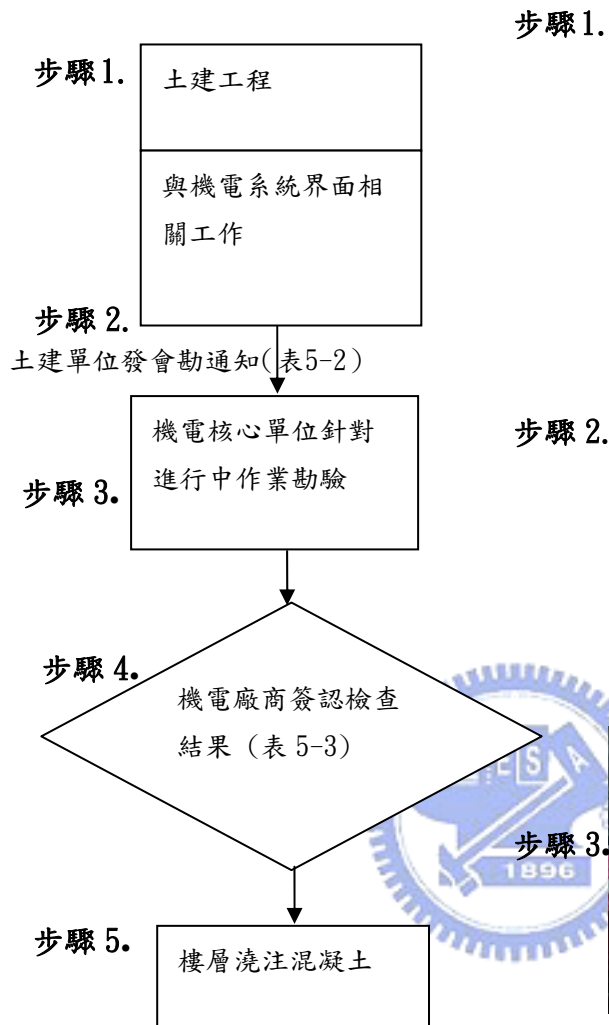 步驟1.
土建工程
與機電系統界面相
關工作
步驟 2.
土建單位發會勘通知(表5-2)
機電核心單位針對
進行中作業勘驗
步驟 3.
步驟 4.
機電廠商簽認檢查
結果（表 5-3）
步驟 5.
樓層澆注混凝土
步驟1.
步驟 2.
步驟 3.
E S A
1896